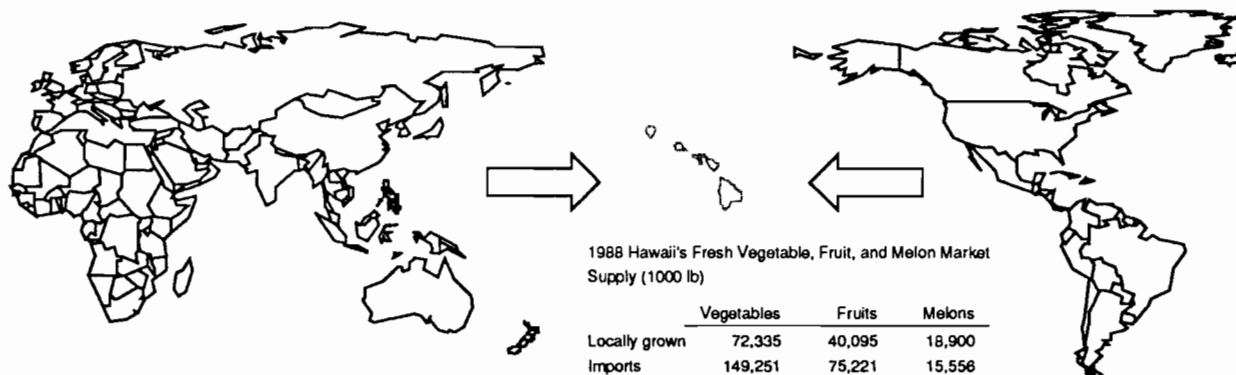 1988 Hawaii's Fresh Vegetable, Fruit, and Melon Market
Supply (1000 lb)
Vegetables Fruits Melons
Locally grown 72,335 40,095 18,900
Imports 149,251 75,221 15,556